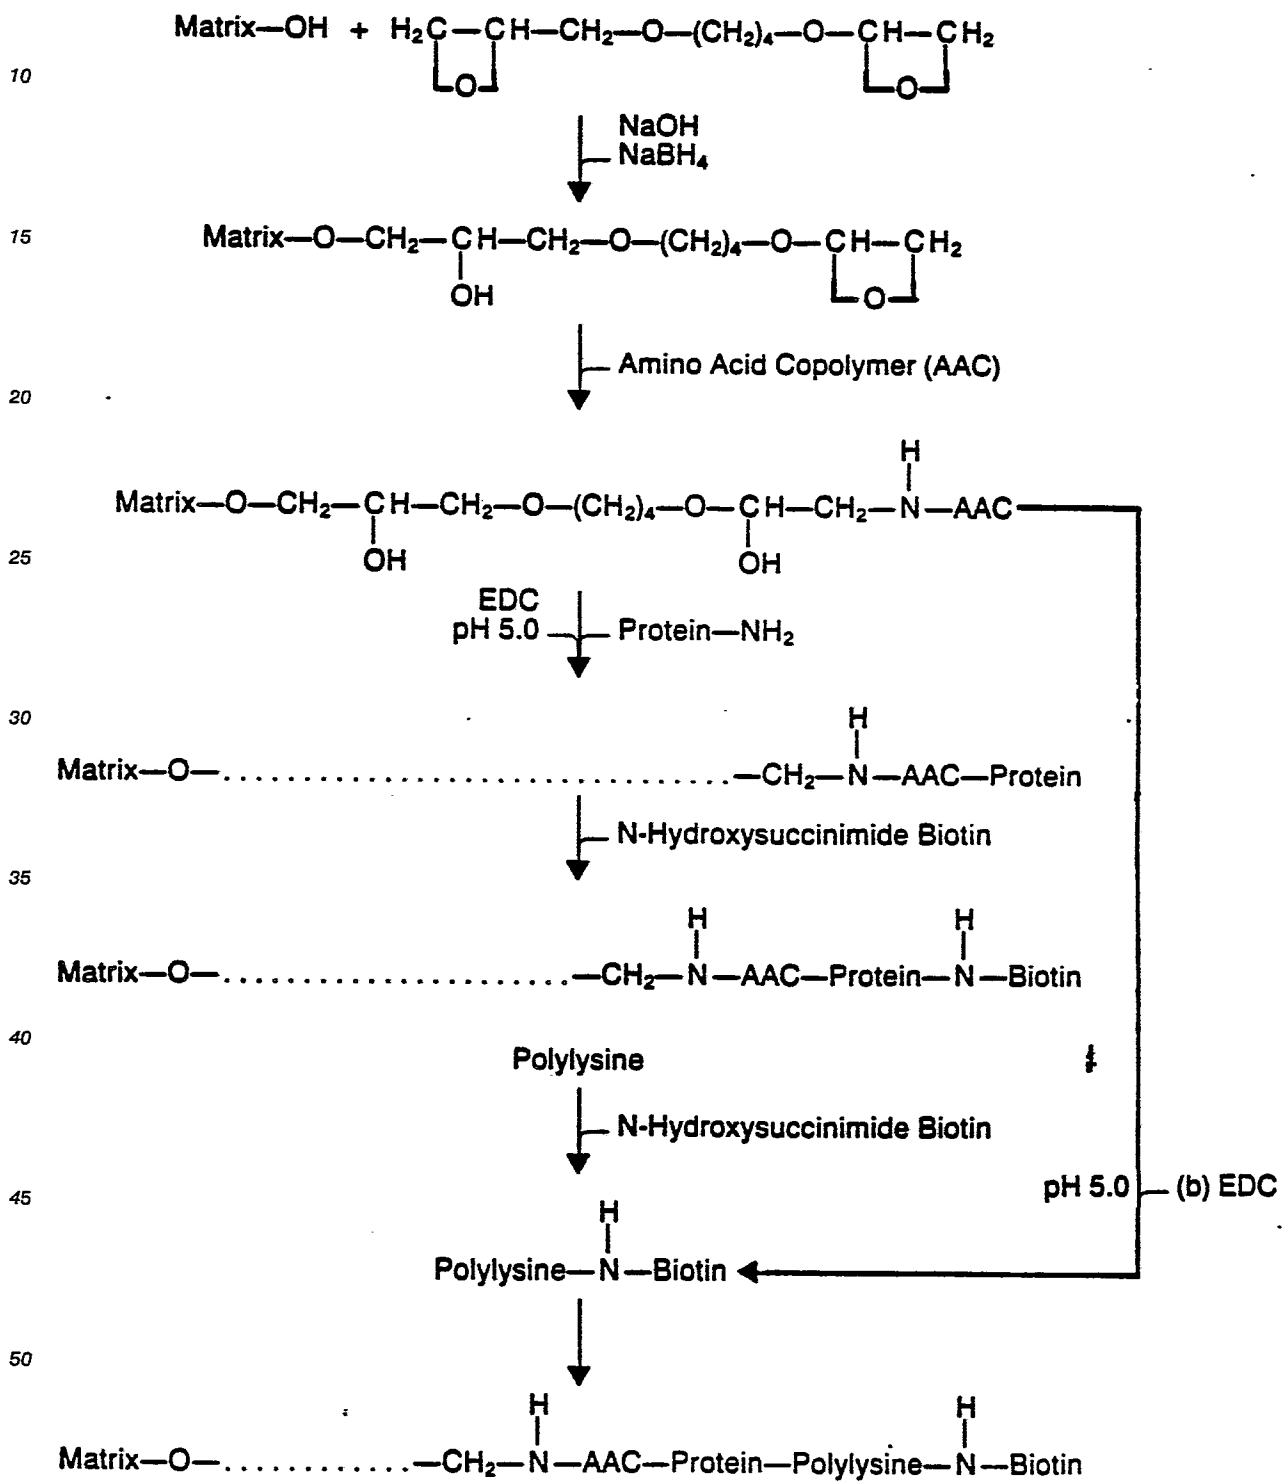 Matrix—OH + H₂C—CH—CH₂—O—(CH₂)₄—O—CH—CH₂
10 O O
NaOH
NaBH₄
15 Matrix—O—CH₂—CH—CH₂—O—(CH₂)₄—O—CH—CH₂
OH O
Amino Acid Copolymer (AAC)
20
H
Matrix—O—CH₂—CH—CH₂—O—(CH₂)₄—O—CH—CH₂—N—AAC
25 OH OH
EDC
pH 5.0 Protein—NH₂
30 H
Matrix—O—..............................—CH₂—N—AAC—Protein
N-Hydroxysuccinimide Biotin
35
H H
Matrix—O—.....................—CH₂—N—AAC—Protein—N—Biotin
40
Polylysine
N-Hydroxysuccinimide Biotin
45 pH 5.0 (b) EDC
H
Polylysine—N—Biotin
50
H H
Matrix—O—............—CH₂—N—AAC—Protein—Polylysine—N—Biotin